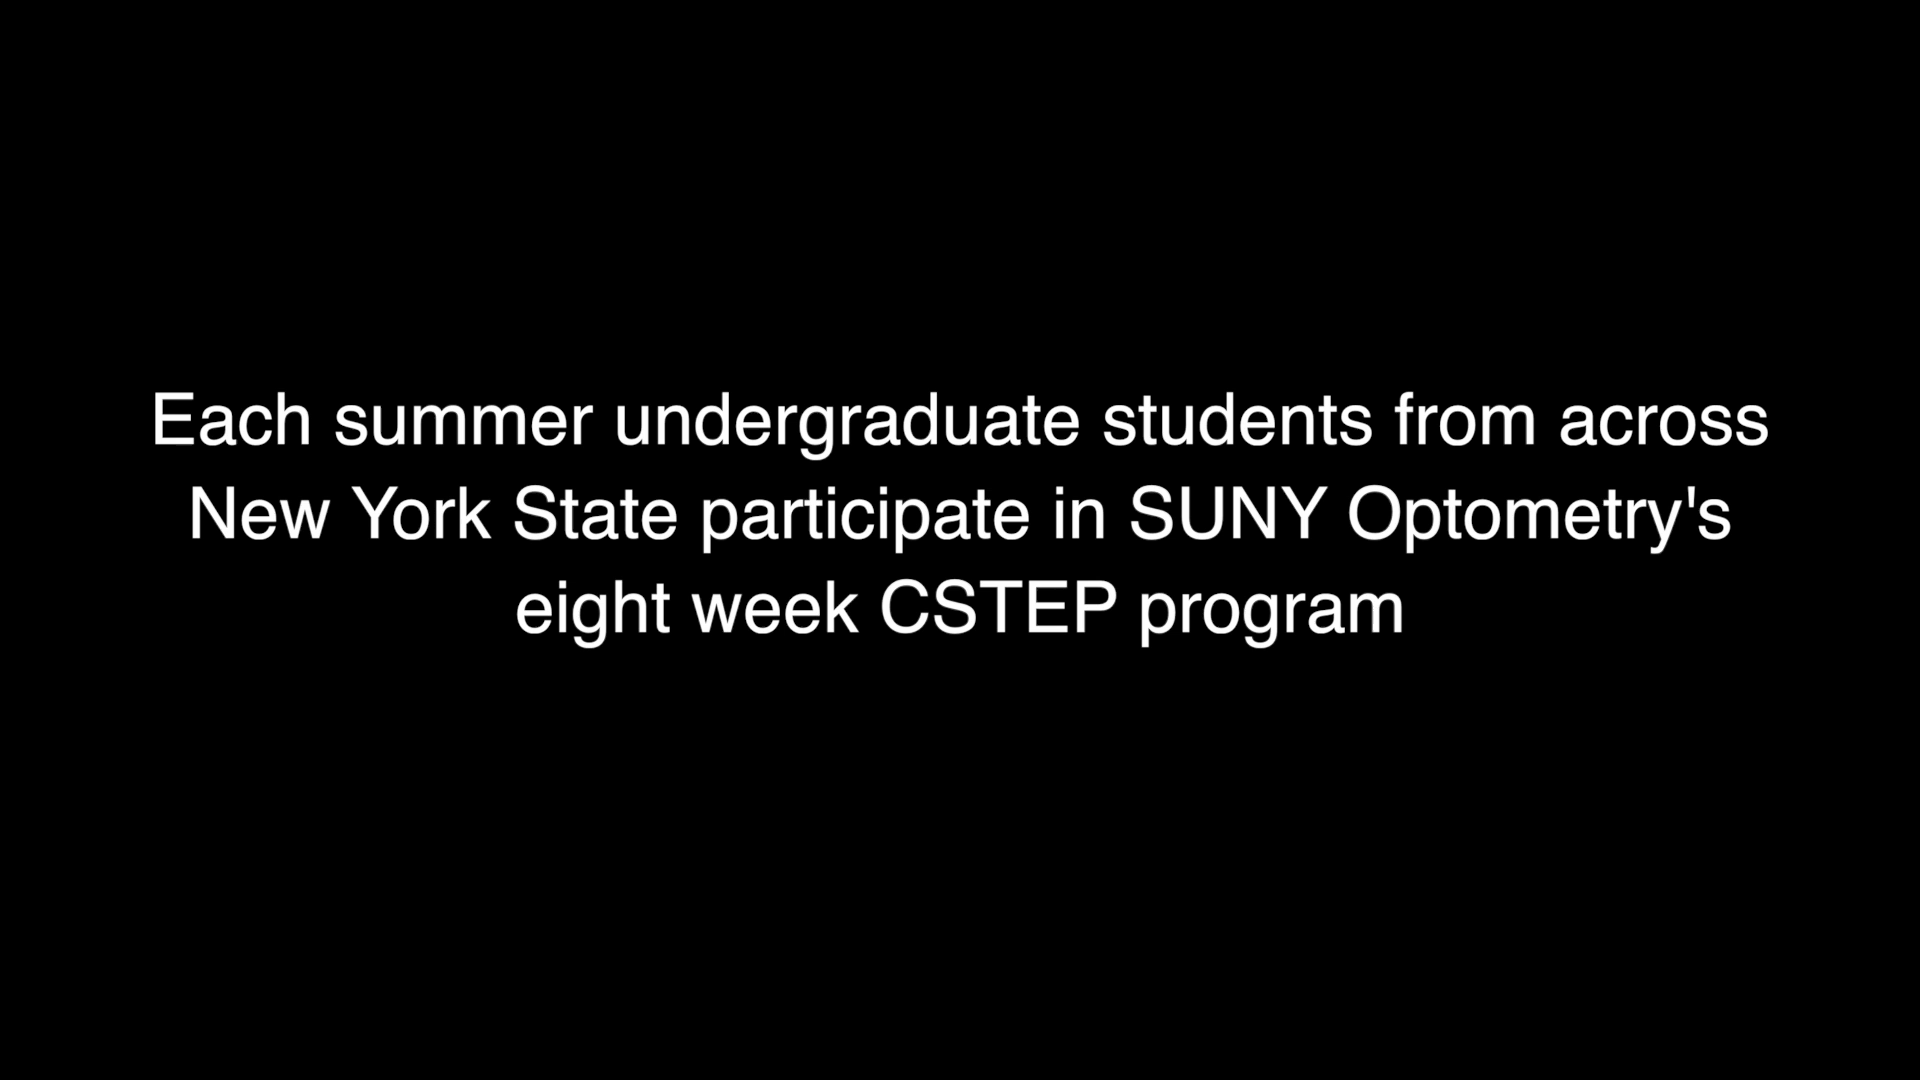 Each summer undergraduate students from across
New York State participate in SUNY Optometry's
eight week CSTEP program